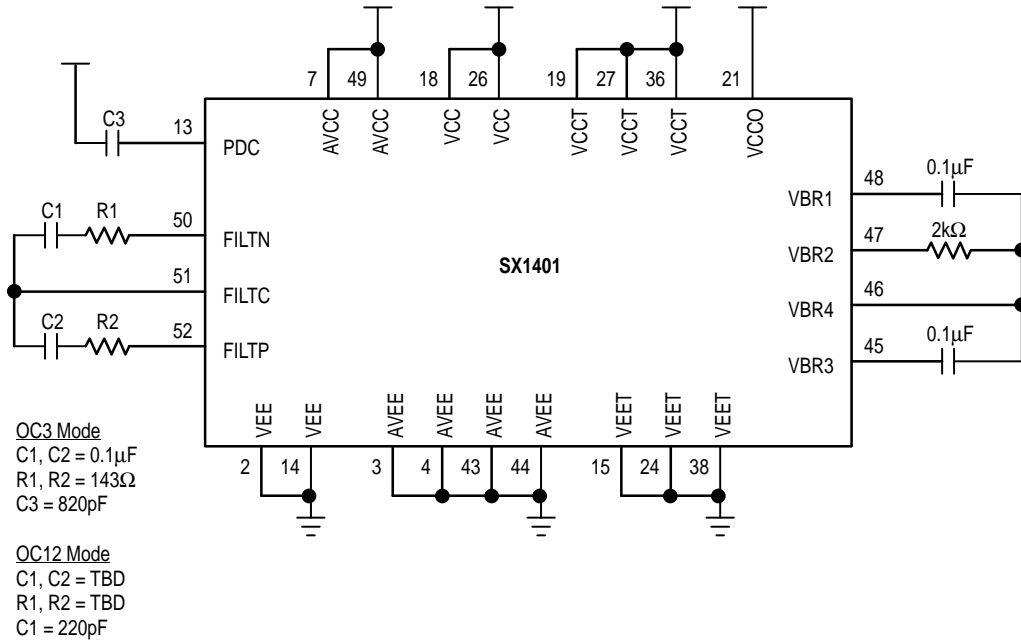 7 49 18 26 19 27 36 21
AVCC AVCC VCC VCC VCCT VCCT VCCT VCCO
C3 13 PDC
C1 R1 50 FILTN
51 FILTC
C2 R2 52 FILTP
SX1401
VBR1 48 0.1µF
VBR2 47 2kΩ
VBR4 46
VBR3 45 0.1µF
VEE VEE AVEE AVEE AVEE AVEE VEET VEET VEET
2 14 3 4 43 44 15 24 38
OC3 Mode
C1, C2 = 0.1µF
R1, R2 = 143Ω
C3 = 820pF
OC12 Mode
C1, C2 = TBD
R1, R2 = TBD
C1 = 220pF